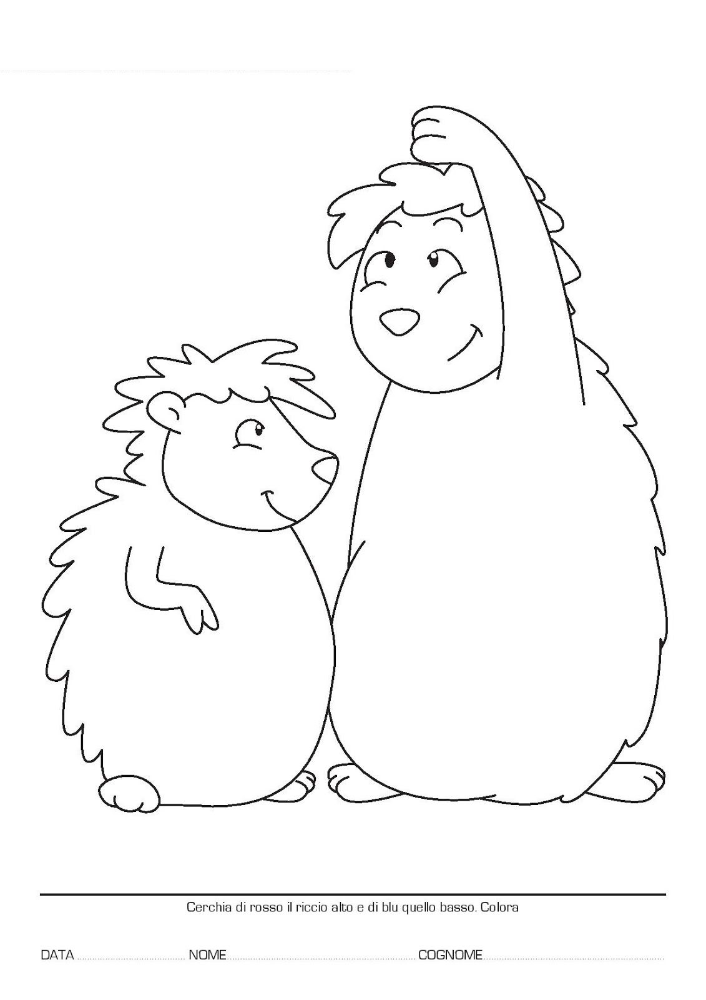 Cerchia di rosso il riccio alto e di blu quello basso. Colora
DATA ........................ NOME ........................ COGNOME ........................